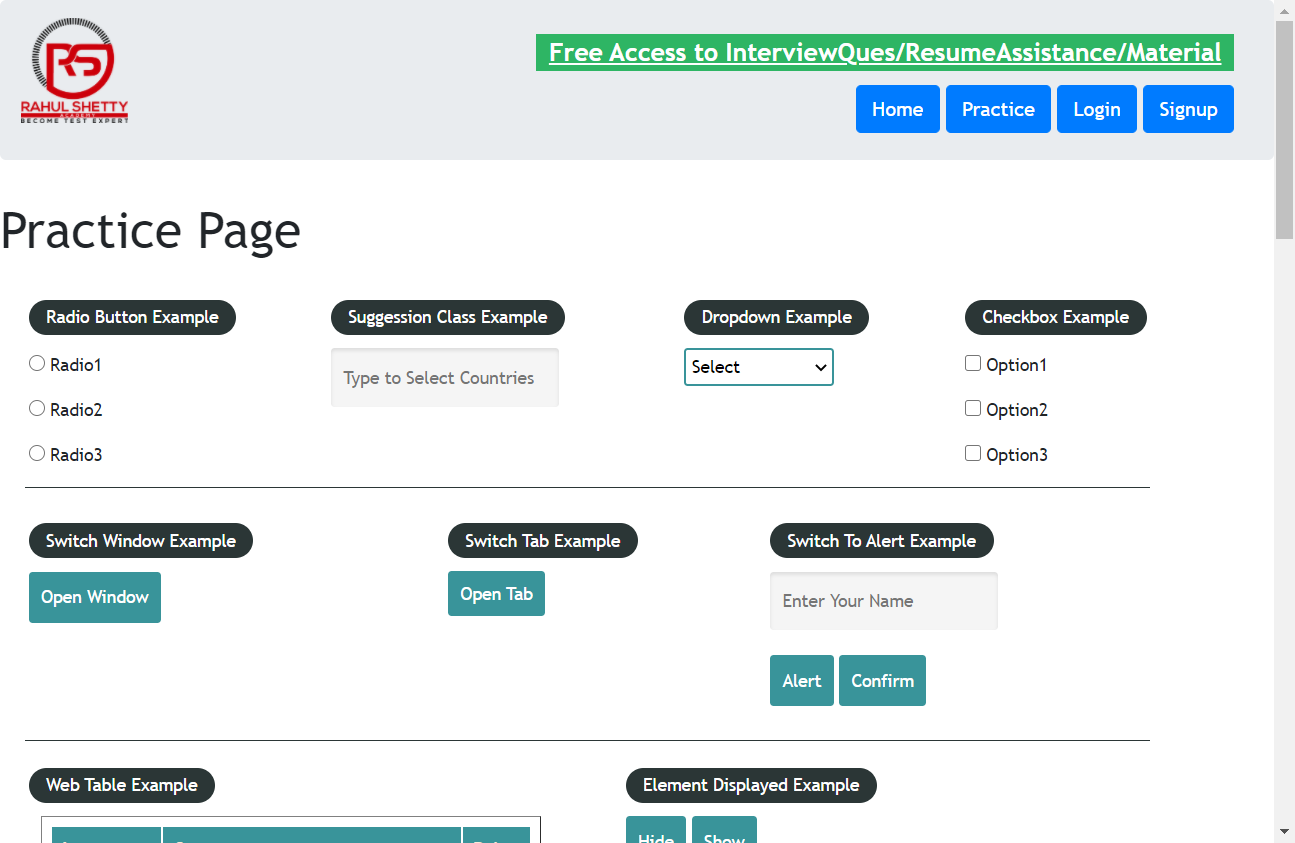 RS
RAHUL SHETTY
ACADEMY
BECOME TEST EXPERT
Free Access to InterviewQues/ResumeAssistance/Material
Home Practice Login Signup
Practice Page
Radio Button Example
Radio1
Radio2
Radio3
Suggession Class Example
Type to Select Countries
Dropdown Example
Select
Checkbox Example
Option1
Option2
Option3
Switch Window Example
Open Window
Switch Tab Example
Open Tab
Switch To Alert Example
Enter Your Name
Alert Confirm
Web Table Example
Element Displayed Example
Hide Show